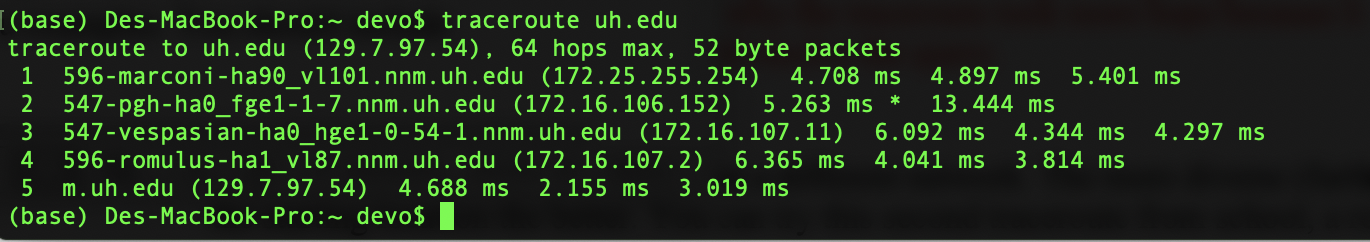 (base) Des-MacBook-Pro:~ devo$ traceroute uh.edu
traceroute to uh.edu (129.7.97.54), 64 hops max, 52 byte packets
 1  596-marconi-ha90_vl101.nnm.uh.edu (172.25.255.254)  4.708 ms  4.897 ms  5.401 ms
 2  547-pgh-ha0_fge1-1-7.nnm.uh.edu (172.16.106.152)  5.263 ms *  13.444 ms
 3  547-vespasian-ha0_hge1-0-54-1.nnm.uh.edu (172.16.107.11)  6.092 ms  4.344 ms  4.297 ms
 4  596-romulus-ha1_vl87.nnm.uh.edu (172.16.107.2)  6.365 ms  4.041 ms  3.814 ms
 5  m.uh.edu (129.7.97.54)  4.688 ms  2.155 ms  3.019 ms
(base) Des-MacBook-Pro:~ devo$